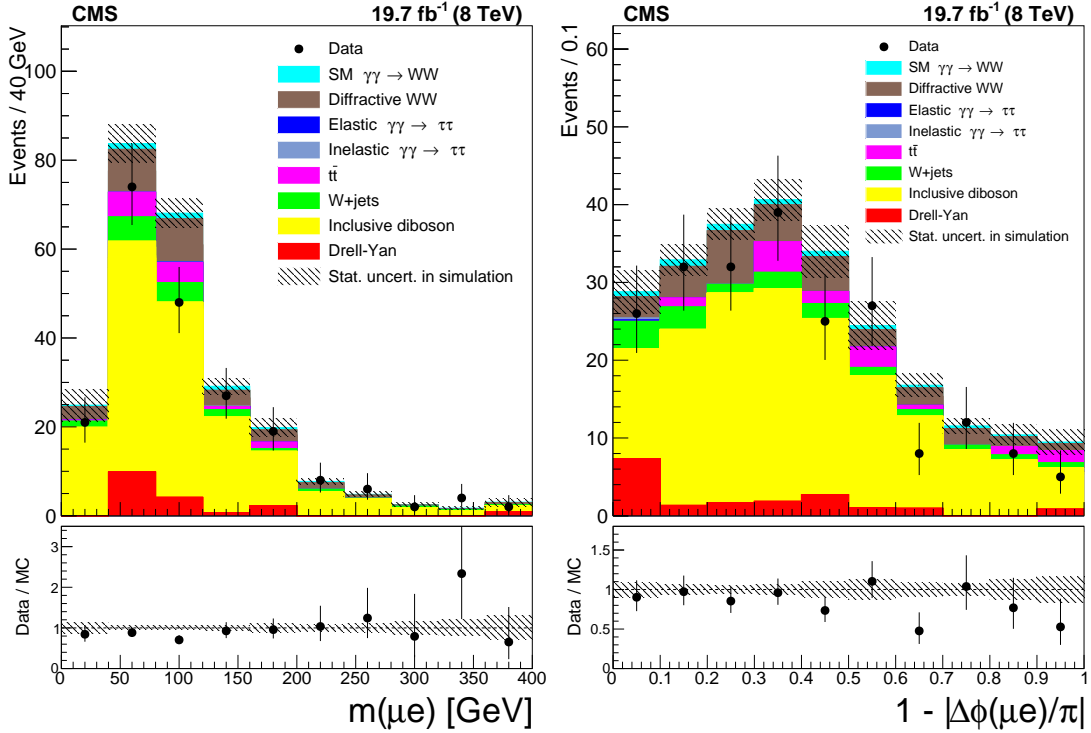 CMS 19.7 fb⁻¹ (8 TeV)
Events / 40 GeV
100
80
60
40
20
0
Data
SM γγ → WW
Diffractive WW
Elastic γγ → ττ
Inelastic γγ → ττ
tt̄
W+jets
Inclusive diboson
Drell-Yan
Stat. uncert. in simulation
Data / MC
3
2
1
0
0 50 100 150 200 250 300 350 400
m(μe) [GeV]
CMS 19.7 fb⁻¹ (8 TeV)
Events / 0.1
60
50
40
30
20
10
0
Data
SM γγ → WW
Diffractive WW
Elastic γγ → ττ
Inelastic γγ → ττ
tt̄
W+jets
Inclusive diboson
Drell-Yan
Stat. uncert. in simulation
Data / MC
1.5
1
0.5
0
0 0.1 0.2 0.3 0.4 0.5 0.6 0.7 0.8 0.9 1
1 - |Δϕ(μe)/π|